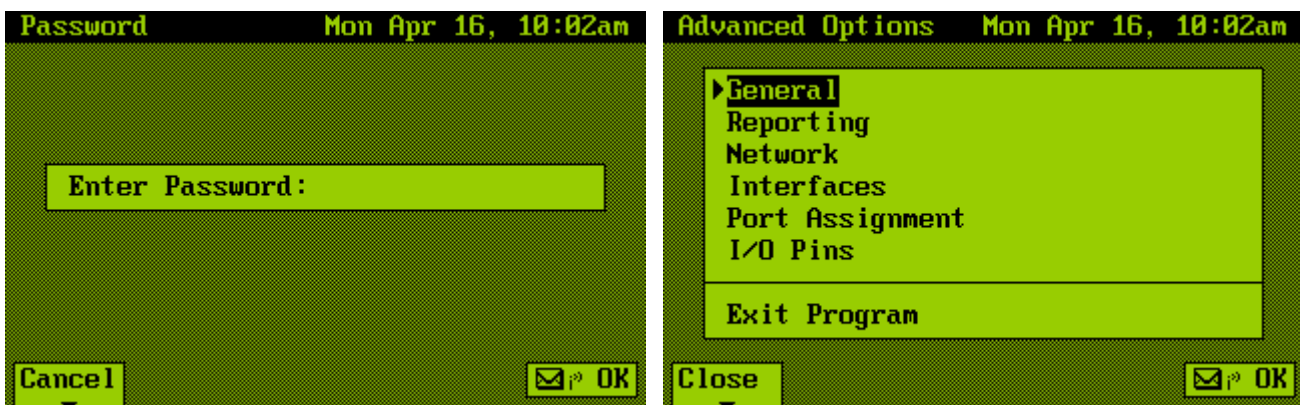 Password Mon Apr 16, 10:02am
Enter Password:
Cancel OK
Advanced Options Mon Apr 16, 10:02am
General
Reporting
Network
Interfaces
Port Assignment
I/O Pins
Exit Program
Close OK